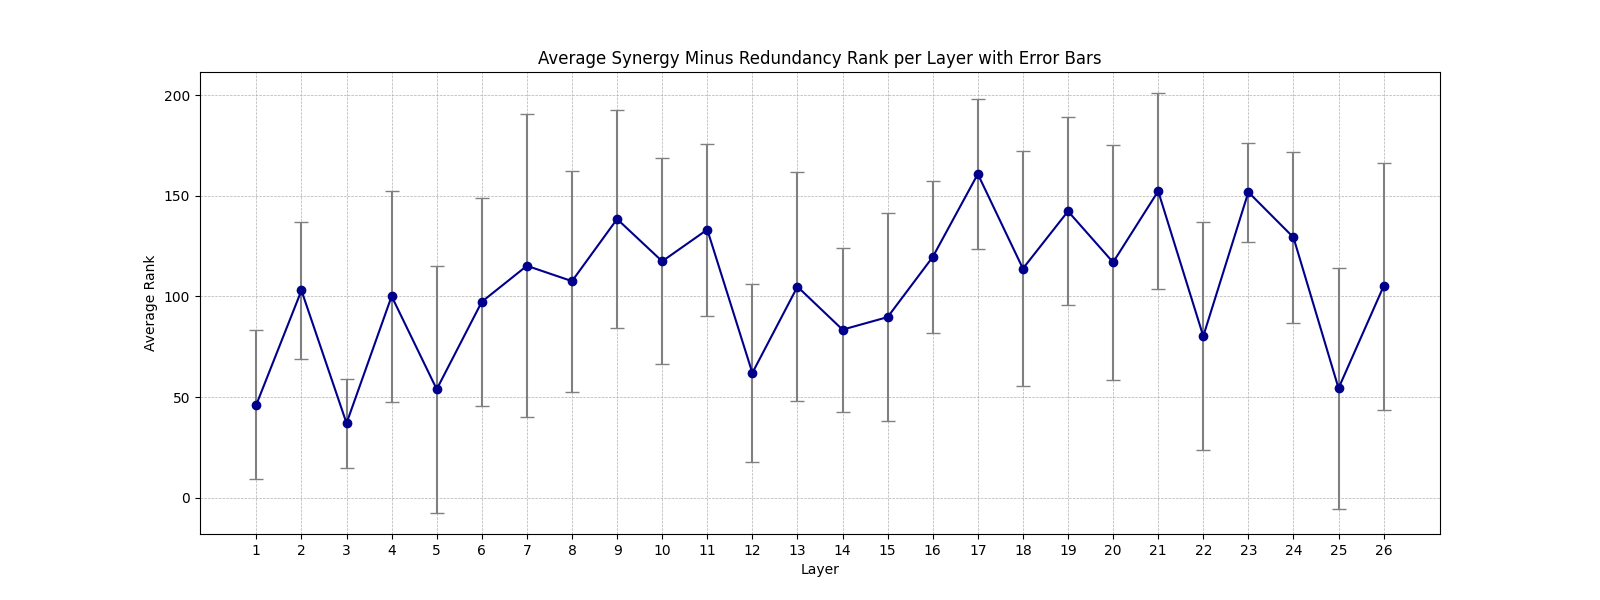 Average Synergy Minus Redundancy Rank per Layer with Error Bars
200
150
100
50
0
Average Rank
1 2 3 4 5 6 7 8 9 10 11 12 13 14 15 16 17 18 19 20 21 22 23 24 25 26
Layer